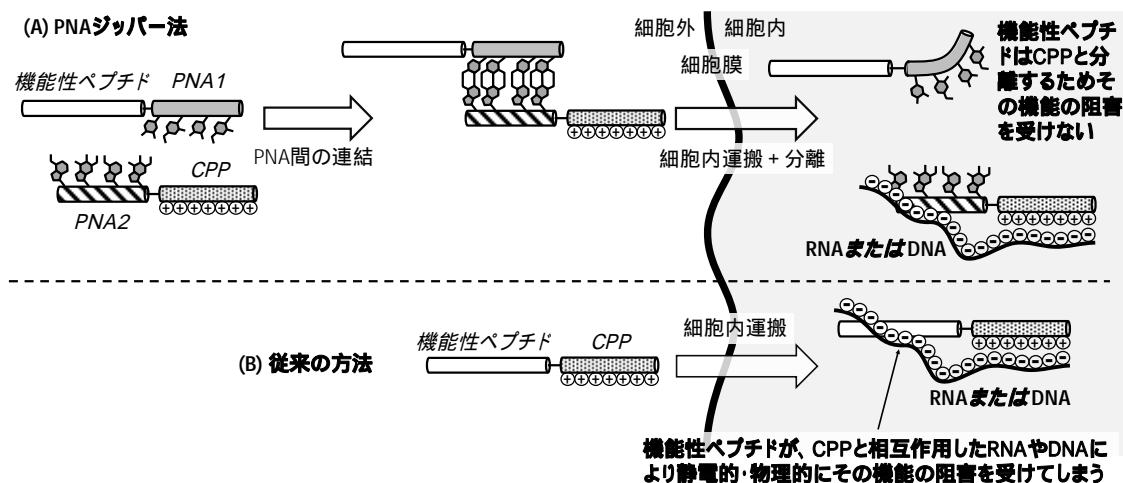 (A) PNAジッパー法
細胞外
細胞内
細胞膜
機能性ペプチ
ドはCPPと分
離するためそ
の機能の阻害
を受けない
機能性ペプチド
PNA1
PNA間の連結
細胞内運搬 + 分離
CPP
PNA2
RNAまたはDNA
細胞内運搬
機能性ペプチド
CPP
(B) 従来の方法
RNAまたはDNA
機能性ペプチドが、CPPと相互作用したRNAやDNAに
より静電的・物理的にその機能の阻害を受けてしまう